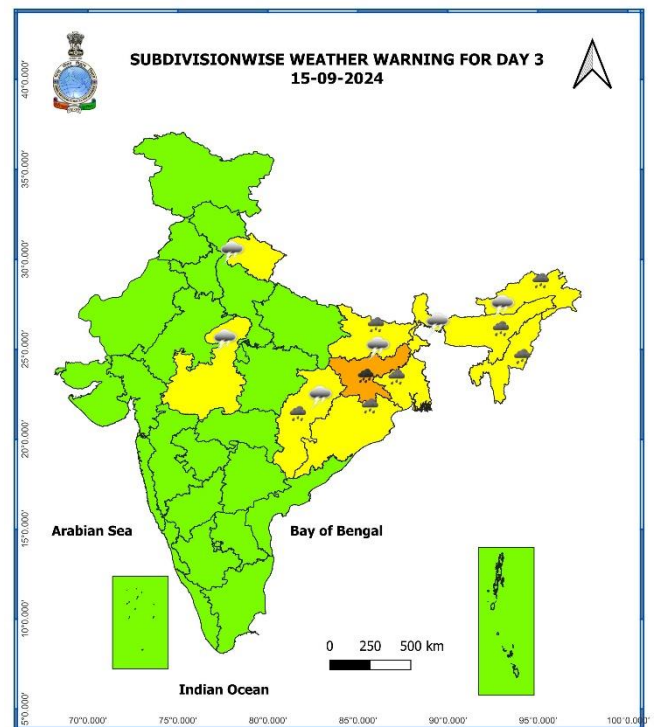 SUBDIVISIONWISE WEATHER WARNING FOR DAY 3
15-09-2024
40°0.000'
35°0.000'
30°0.000'
25°0.000'
20°0.000'
15°0.000'
10°0.000'
5°0.000'
Arabian Sea
Bay of Bengal
0 250 500 km
Indian Ocean
70°0.000' 75°0.000' 80°0.000' 85°0.000' 90°0.000' 95°0.000' 100°0.000'